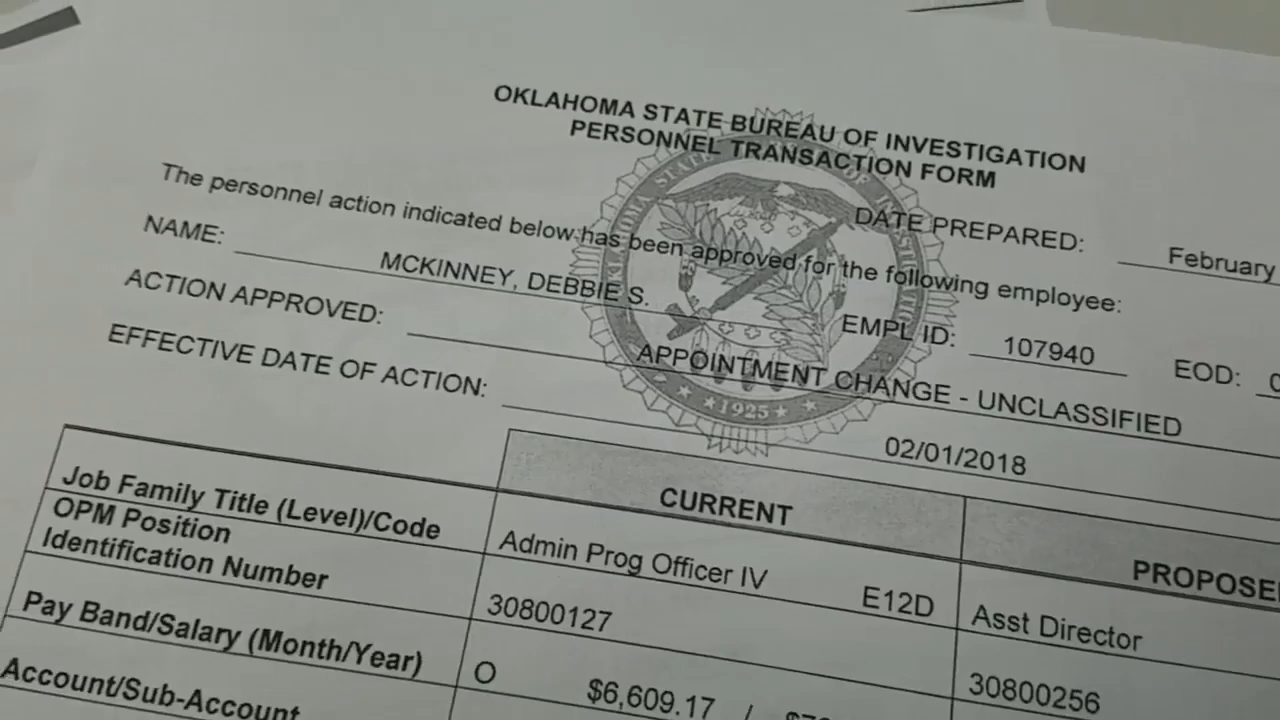 OKLAHOMA STATE BUREAU OF INVESTIGATION
PERSONNEL TRANSACTION FORM
DATE PREPARED: February
The personnel action indicated below has been approved for the following employee:
NAME: MCKINNEY, DEBBIE S. EMPL ID: 107940 EOD: 0
ACTION APPROVED: APPOINTMENT CHANGE - UNCLASSIFIED
EFFECTIVE DATE OF ACTION: 02/01/2018
1925
CURRENT PROPOSE
Job Family Title (Level)/Code Admin Prog Officer IV E12D Asst Director
OPM Position
Identification Number 30800127 30800256
Pay Band/Salary (Month/Year) O $6,609.17 /
Account/Sub-Account